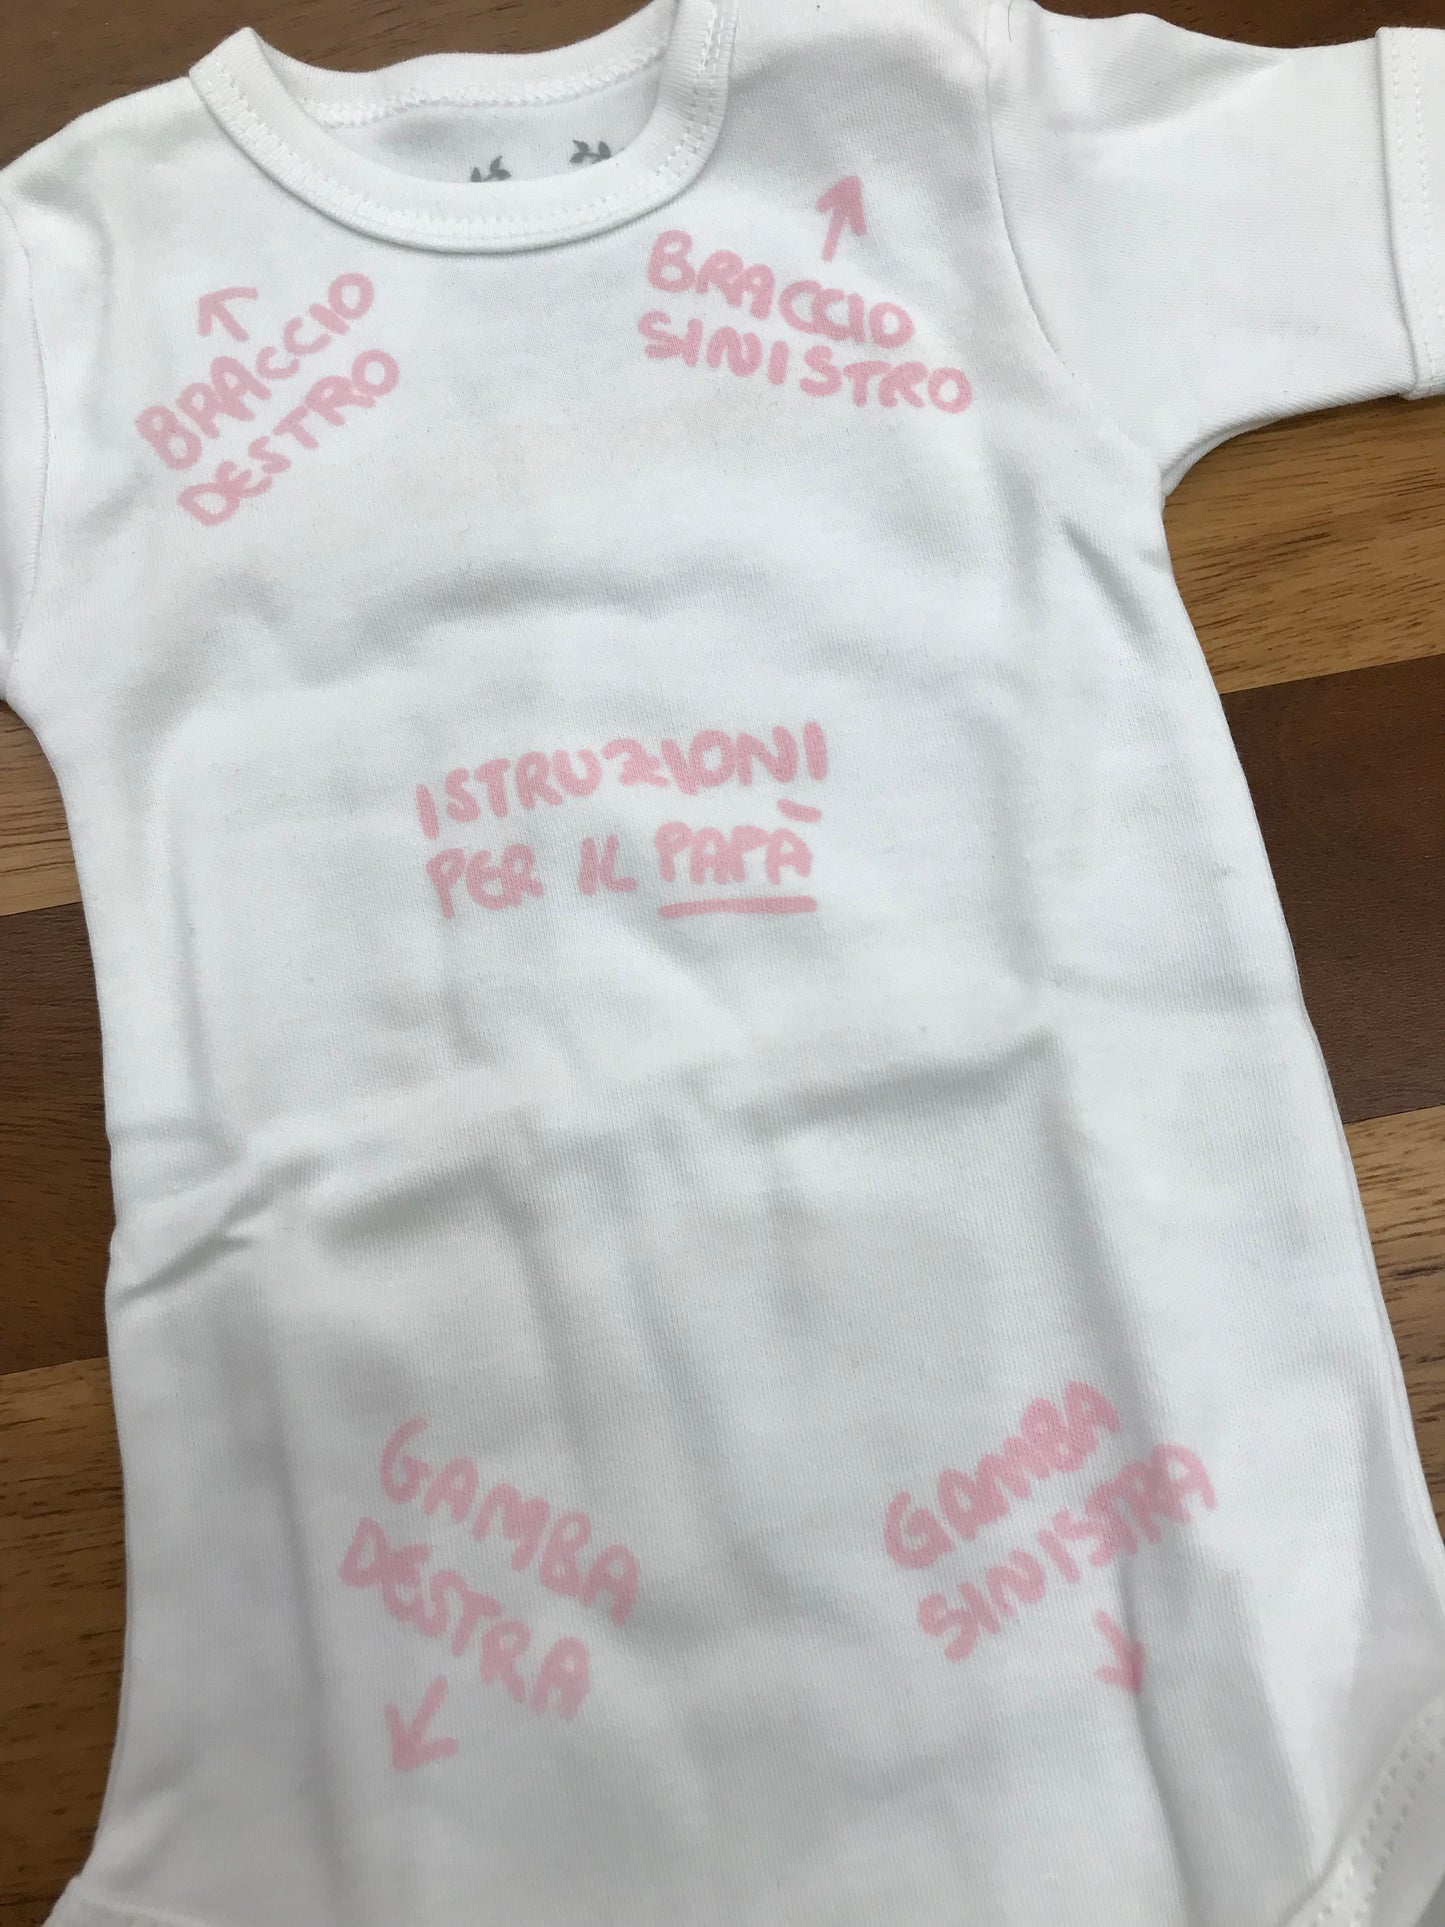 BRACCIO
DESTRO
BRACCIO
SINISTRO
ISTRUZIONI
PER IL PAPÀ
GAMBA
DESTRA
GAMBA
SINISTRA